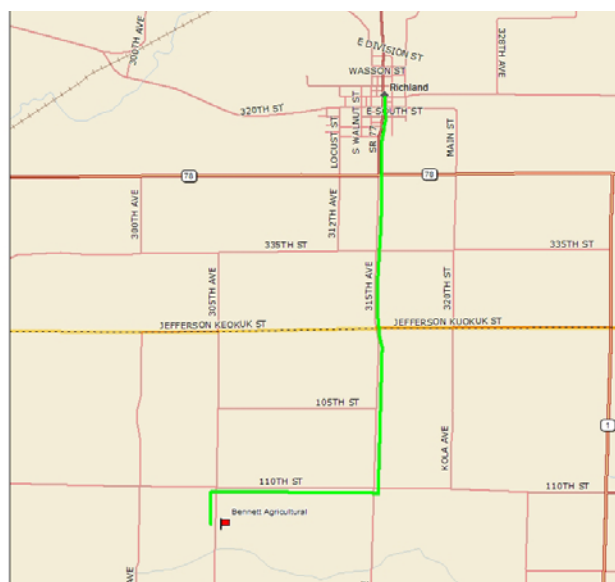 300TH AVE
328TH AVE
E DIVISION ST
WASSON ST
Richland
320TH ST
E SOUTH ST
LOCUST ST
S WALNUT ST
SR 77
MAIN ST
78
78
300TH AVE
312TH AVE
335TH ST
335TH ST
305TH AVE
315TH AVE
320TH ST
JEFFERSON KEOKUK ST
JEFFERSON KUOKUK ST
105TH ST
KOLA AVE
1
110TH ST
110TH ST
Bennett Agricultural